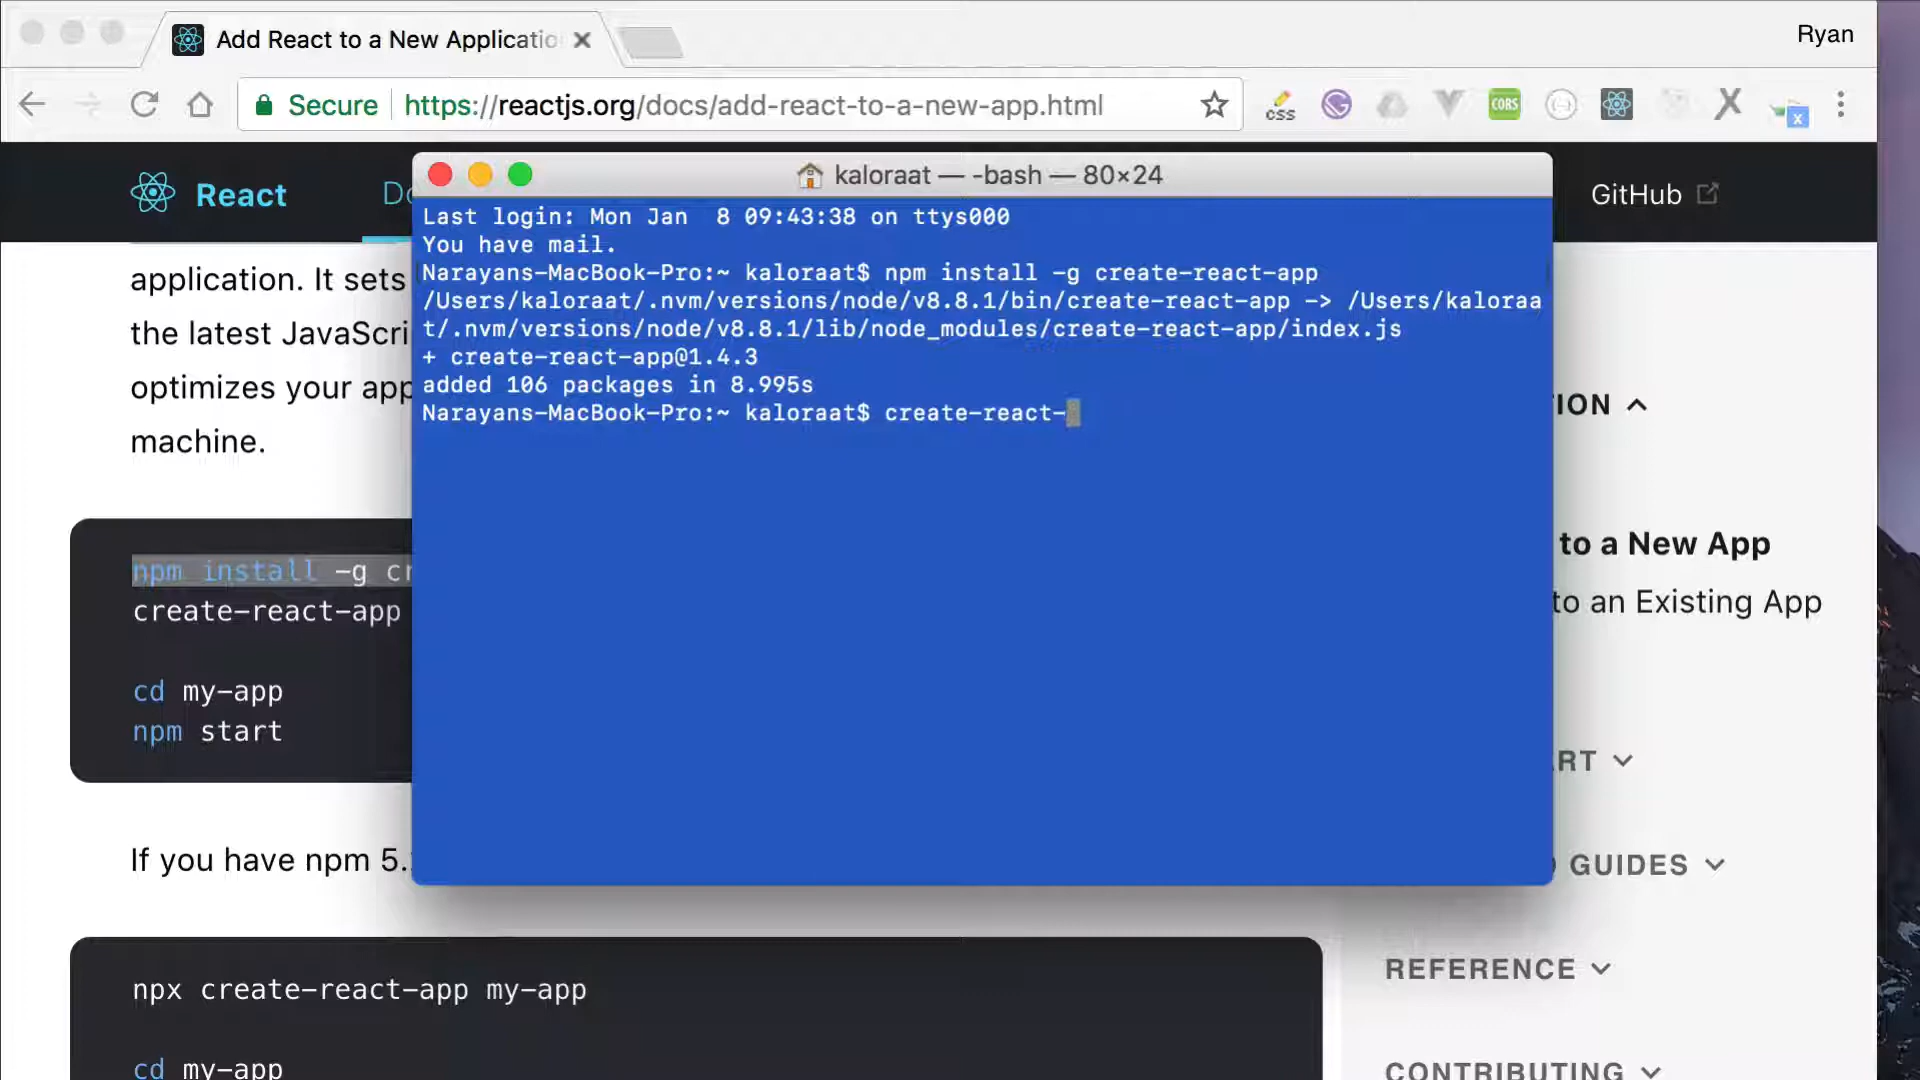 Add React to a New Applicatio
Ryan
Secure
https://reactjs.org/docs/add-react-to-a-new-app.html
css
CORS
X
x
React
Do
GitHub
kaloraat — -bash — 80×24
Last login: Mon Jan  8 09:43:38 on ttys000
You have mail.
Narayans-MacBook-Pro:~ kaloraat$ npm install -g create-react-app
/Users/kaloraat/.nvm/versions/node/v8.8.1/bin/create-react-app -> /Users/kaloraa
t/.nvm/versions/node/v8.8.1/lib/node_modules/create-react-app/index.js
+ create-react-app@1.4.3
added 106 packages in 8.995s
Narayans-MacBook-Pro:~ kaloraat$ create-react-
application. It sets
the latest JavaScri
optimizes your app
machine.
npm install -g cr
create-react-app
cd my-app
npm start
If you have npm 5.
npx create-react-app my-app
cd my-app
ION
to a New App
to an Existing App
RT
GUIDES
REFERENCE
CONTRIBUTING